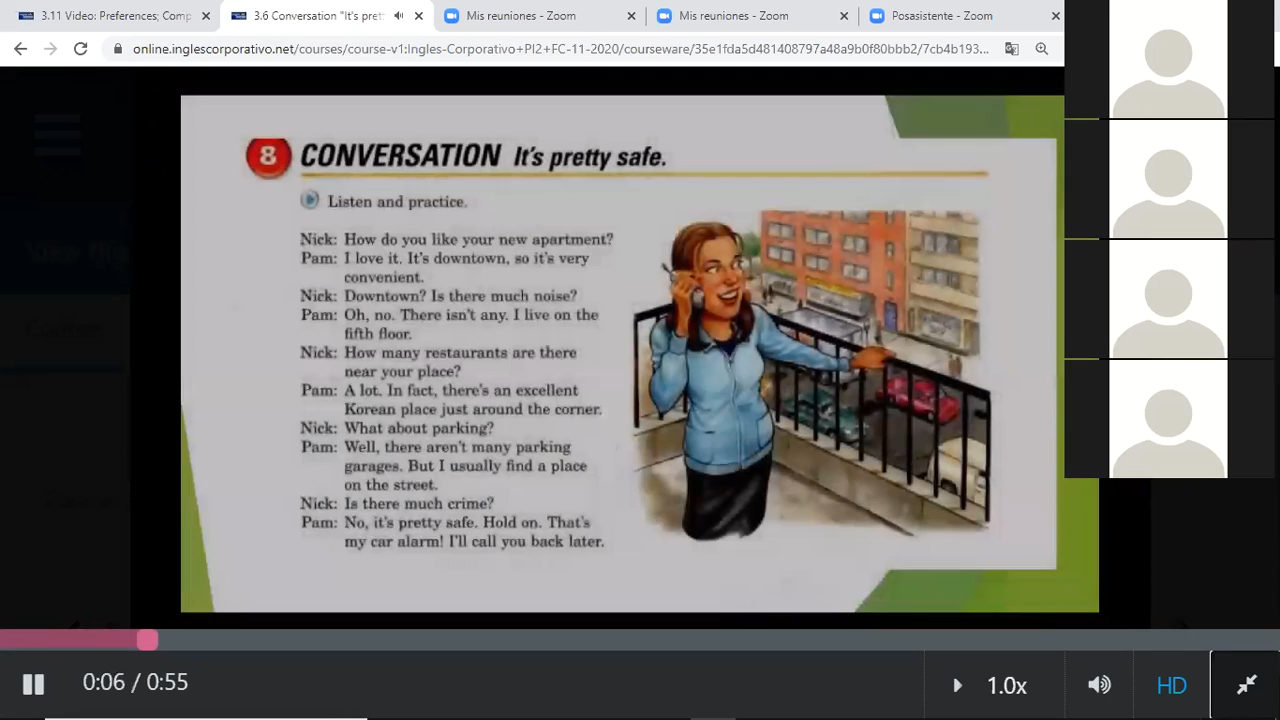 3.11 Video: Preferences; Comp
3.6 Conversation "It's pret
Mis reuniones - Zoom
Mis reuniones - Zoom
Posasistente - Zoom
online.inglescorporativo.net/courses/course-v1:Ingles-Corporativo+PI2+FC-11-2020/courseware/35e1fda5d481408797a48a9b0f80bbb2/7cb4b193...
8 CONVERSATION It's pretty safe.
Listen and practice.
Nick: How do you like your new apartment?
Pam: I love it. It's downtown, so it's very
convenient.
Nick: Downtown? Is there much noise?
Pam: Oh, no. There isn't any. I live on the
fifth floor.
Nick: How many restaurants are there
near your place?
Pam: A lot. In fact, there's an excellent
Korean place just around the corner.
Nick: What about parking?
Pam: Well, there aren't many parking
garages. But I usually find a place
on the street.
Nick: Is there much crime?
Pam: No, it's pretty safe. Hold on. That's
my car alarm! I'll call you back later.
0:06 / 0:55
1.0x
HD